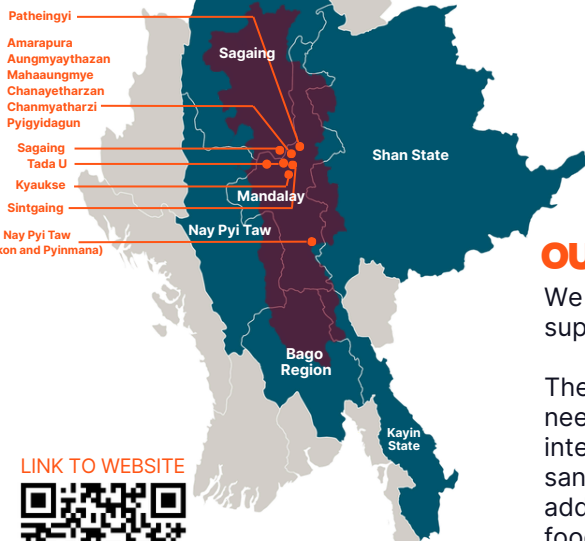 Patheingyi
Amarapura
Aungmyaythazan
Mahaaungmye
Chanayetharzan
Chanmyatharzi
Pyigyidagun
Sagaing
Tada U
Kyaukse
Sintgaing
Nay Pyi Taw
and Pyinmana)
Sagaing
Shan State
Mandalay
Nay Pyi Taw
Bago
Region
Kayin
State
LINK TO WEBSITE
OU
We
sup
The
nee
inte
san
add
foo